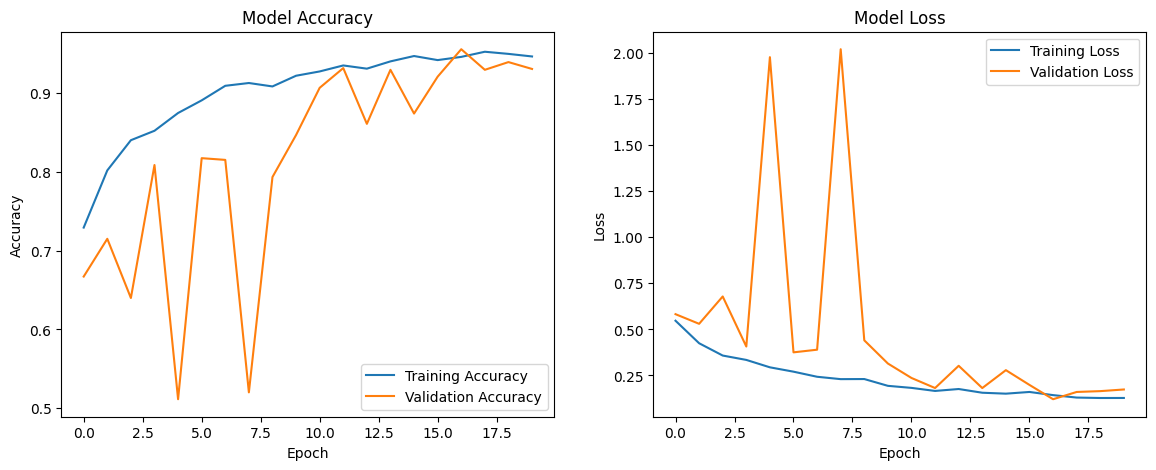 Model Accuracy
Accuracy
0.9
0.8
0.7
0.6
0.5
0.0 2.5 5.0 7.5 10.0 12.5 15.0 17.5
Epoch
Training Accuracy
Validation Accuracy
Model Loss
Loss
2.00
1.75
1.50
1.25
1.00
0.75
0.50
0.25
0.0 2.5 5.0 7.5 10.0 12.5 15.0 17.5
Epoch
Training Loss
Validation Loss